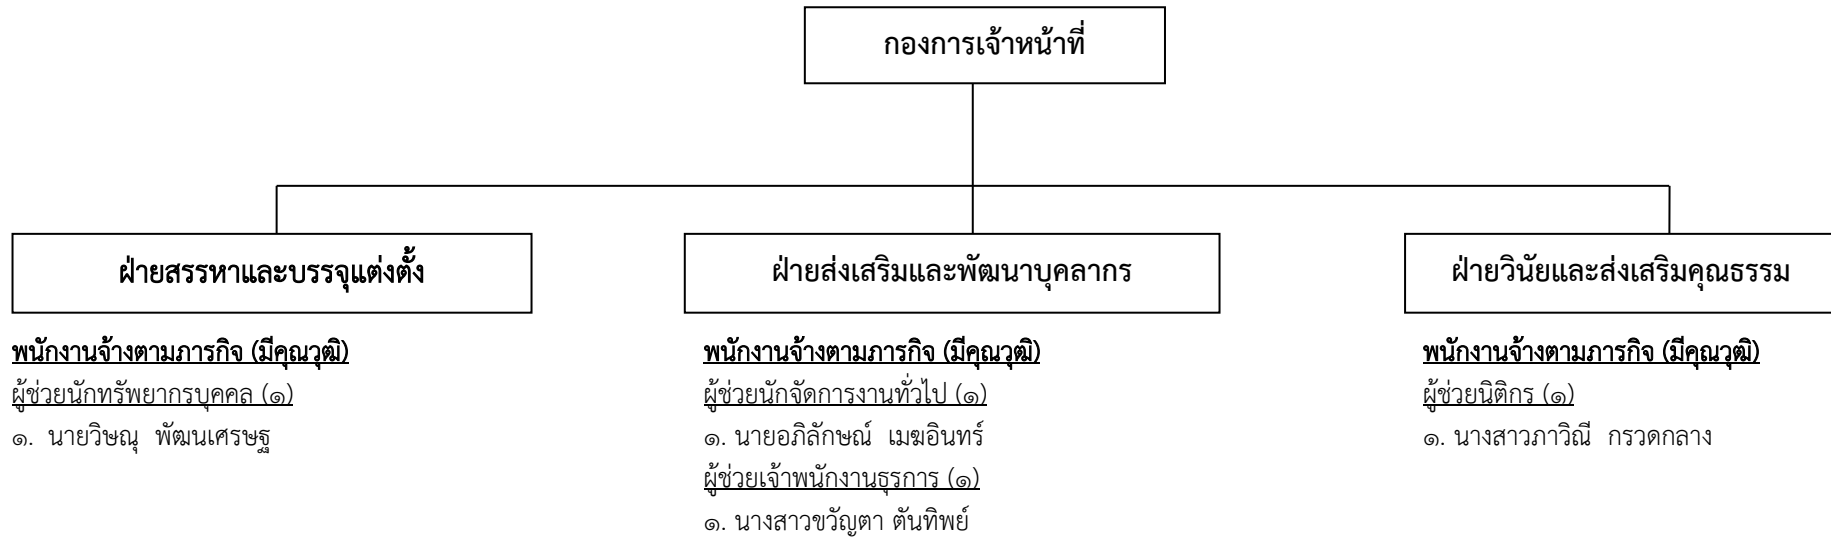 กองการเจ้าหน้าที่
ฝ่ายสรรหาและบรรจุแต่งตั้ง
พนักงานจ้างตามภารกิจ (มีคุณวุฒิ)
ผู้ช่วยนักทรัพยากรบุคคล (๑)
๑. นายวิษณุ พัฒนเศรษฐ
ฝ่ายส่งเสริมและพัฒนาบุคลากร
พนักงานจ้างตามภารกิจ (มีคุณวุฒิ)
ผู้ช่วยนักจัดการงานทั่วไป (๑)
๑. นายอภิลักษณ์ เมฆอินทร์
ผู้ช่วยเจ้าพนักงานธุรการ (๑)
๑. นางสาวขวัญตา ตันทิพย์
ฝ่ายวินัยและส่งเสริมคุณธรรม
พนักงานจ้างตามภารกิจ (มีคุณวุฒิ)
ผู้ช่วยนิติกร (๑)
๑. นางสาวภาวิณี กรวดกลาง